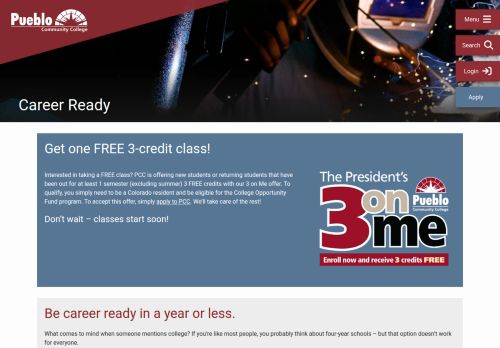 Pueblo
Community College
Menu
Search
Login
Apply
Career Ready
Get one FREE 3-credit class!
Interested in taking a FREE class? PCC is offering new students or returning students that have
been out for at least 1 semester (excluding summer) 3 FREE credits with our 3 on Me offer. To
qualify, you simply need to be a Colorado resident and be eligible for the College Opportunity
Fund program. To accept this offer, simply apply to PCC. We'll take care of the rest!
Don't wait – classes start soon!
The President's
3 on me
Pueblo
Community College
Enroll now and receive 3 credits FREE
Be career ready in a year or less.
What comes to mind when someone mentions college? If you're like most people, you probably think about four-year schools – but that option doesn't work
for everyone.